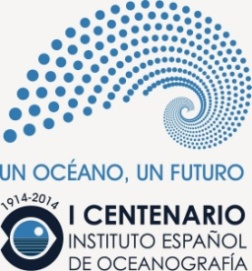 UN OCÉANO, UN FUTURO
1914-2014
I CENTENARIO
INSTITUTO ESPAÑOL
DE OCEANOGRAFÍA